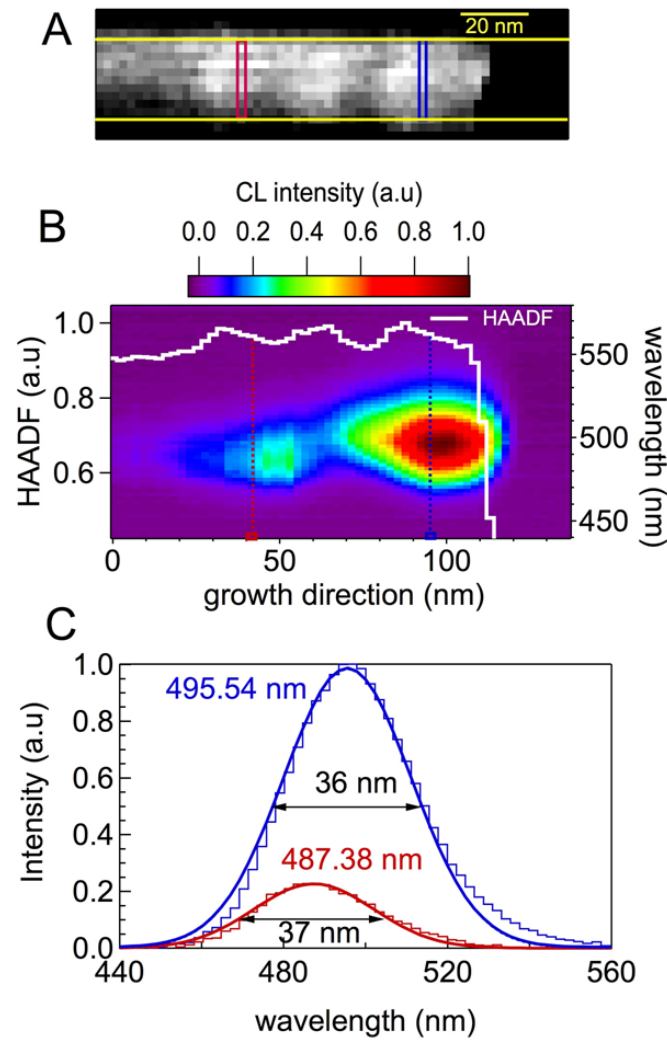 A
20 nm
CL intensity (a.u)
B
0.0 0.2 0.4 0.6 0.8 1.0
HAADF
1.0
0.8
0.6
HAADF (a.u)
550
500
450
wavelength (nm)
0 50 100
growth direction (nm)
C
1.0
0.8
0.6
0.4
0.2
0.0
Intensity (a.u)
495.54 nm
36 nm
487.38 nm
37 nm
440 480 520 560
wavelength (nm)